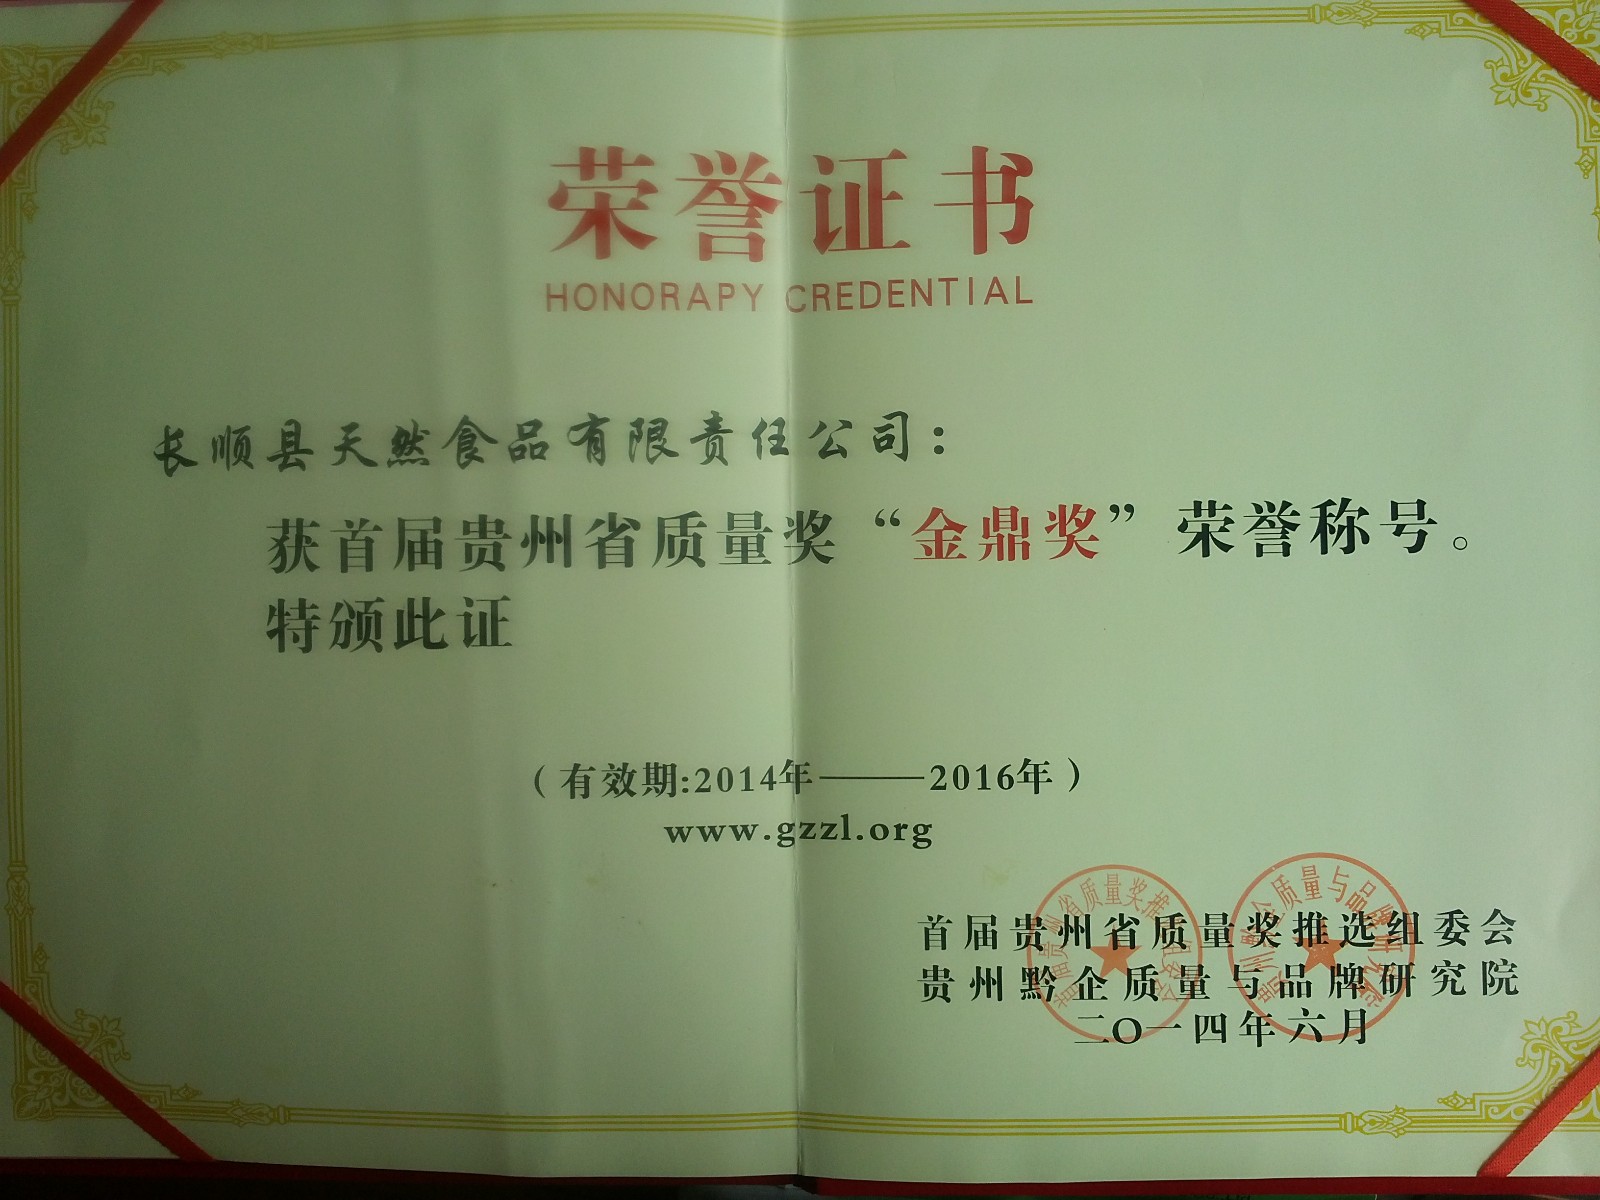 荣誉证书
HONORAPY CREDENTIAL
长顺县天然食品有限责任公司：
获首届贵州省质量奖“金鼎奖”荣誉称号。
特颁此证
（有效期:2014年——2016年）
www.gzzl.org
首届贵州省质量奖推选组委会
贵州黔企质量与品牌研究院
二〇一四年六月